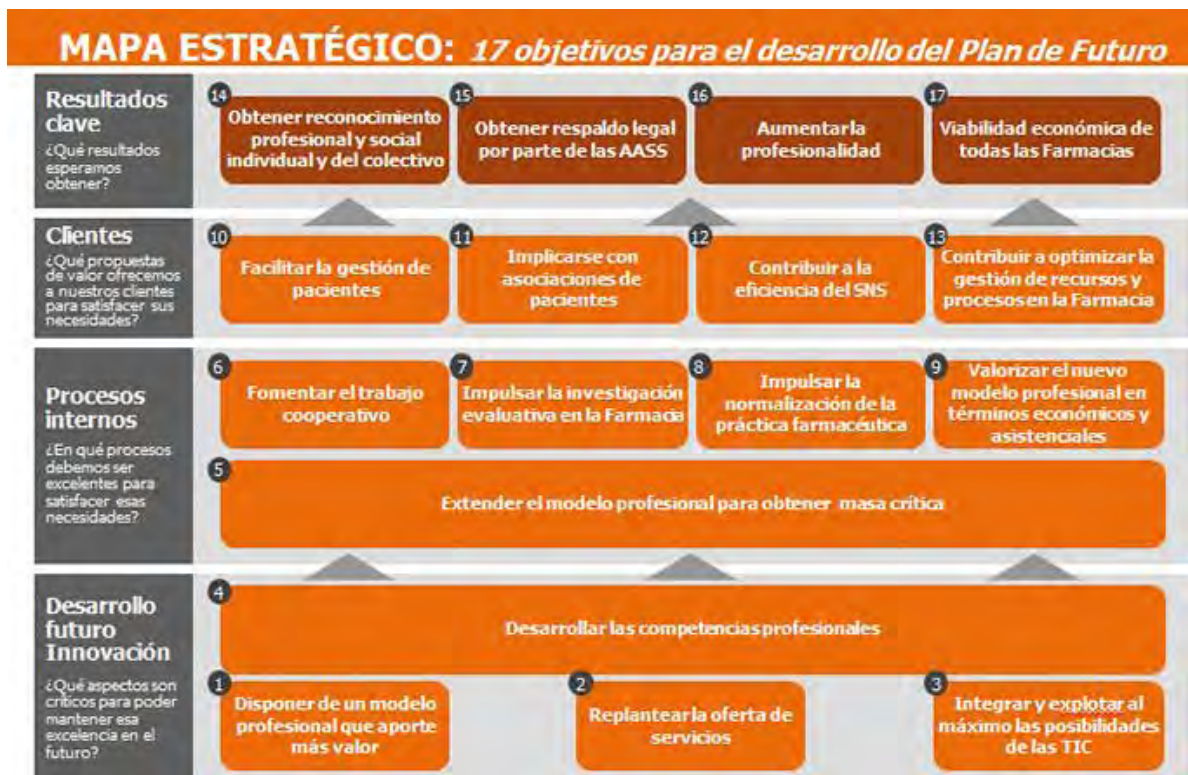 MAPA ESTRATÉGICO: 17 objetivos para el desarrollo del Plan de Futuro
Resultados
clave
¿Qué resultados
esperamos
obtener?
14
Obtener reconocimiento
profesional y social
individual y del colectivo
15
Obtener respaldo legal
por parte de las AASS
16
Aumentar la
profesionalidad
17
Viabilidad económica de
todas las Farmacias
Clientes
¿Qué propuestas
de valor ofrecemos
a nuestros clientes
para satisfacer sus
necesidades?
10
Facilitar la gestión de
pacientes
11
Implicarse con
asociaciones de
pacientes
12
Contribuir a la
eficiencia del SNS
13
Contribuir a optimizar la
gestión de recursos y
procesos en la Farmacia
Procesos
internos
¿En qué procesos
debemos ser
excelentes para
satisfacer esas
necesidades?
6
Fomentar el trabajo
cooperativo
7
Impulsar la investigación
evaluativa en la Farmacia
8
Impulsar la
normalización de la
práctica farmacéutica
9
Valorizar el nuevo
modelo profesional en
términos económicos y
asistenciales
5
Extender el modelo profesional para obtener masa crítica
Desarrollo
futuro
Innovación
¿Qué aspectos son
críticos para poder
mantener esa
excelencia en el
futuro?
4
Desarrollar las competencias profesionales
1
Disponer de un modelo
profesional que aporte
más valor
2
Replantear la oferta de
servicios
3
Integrar y explotar al
máximo las posibilidades
de las TIC